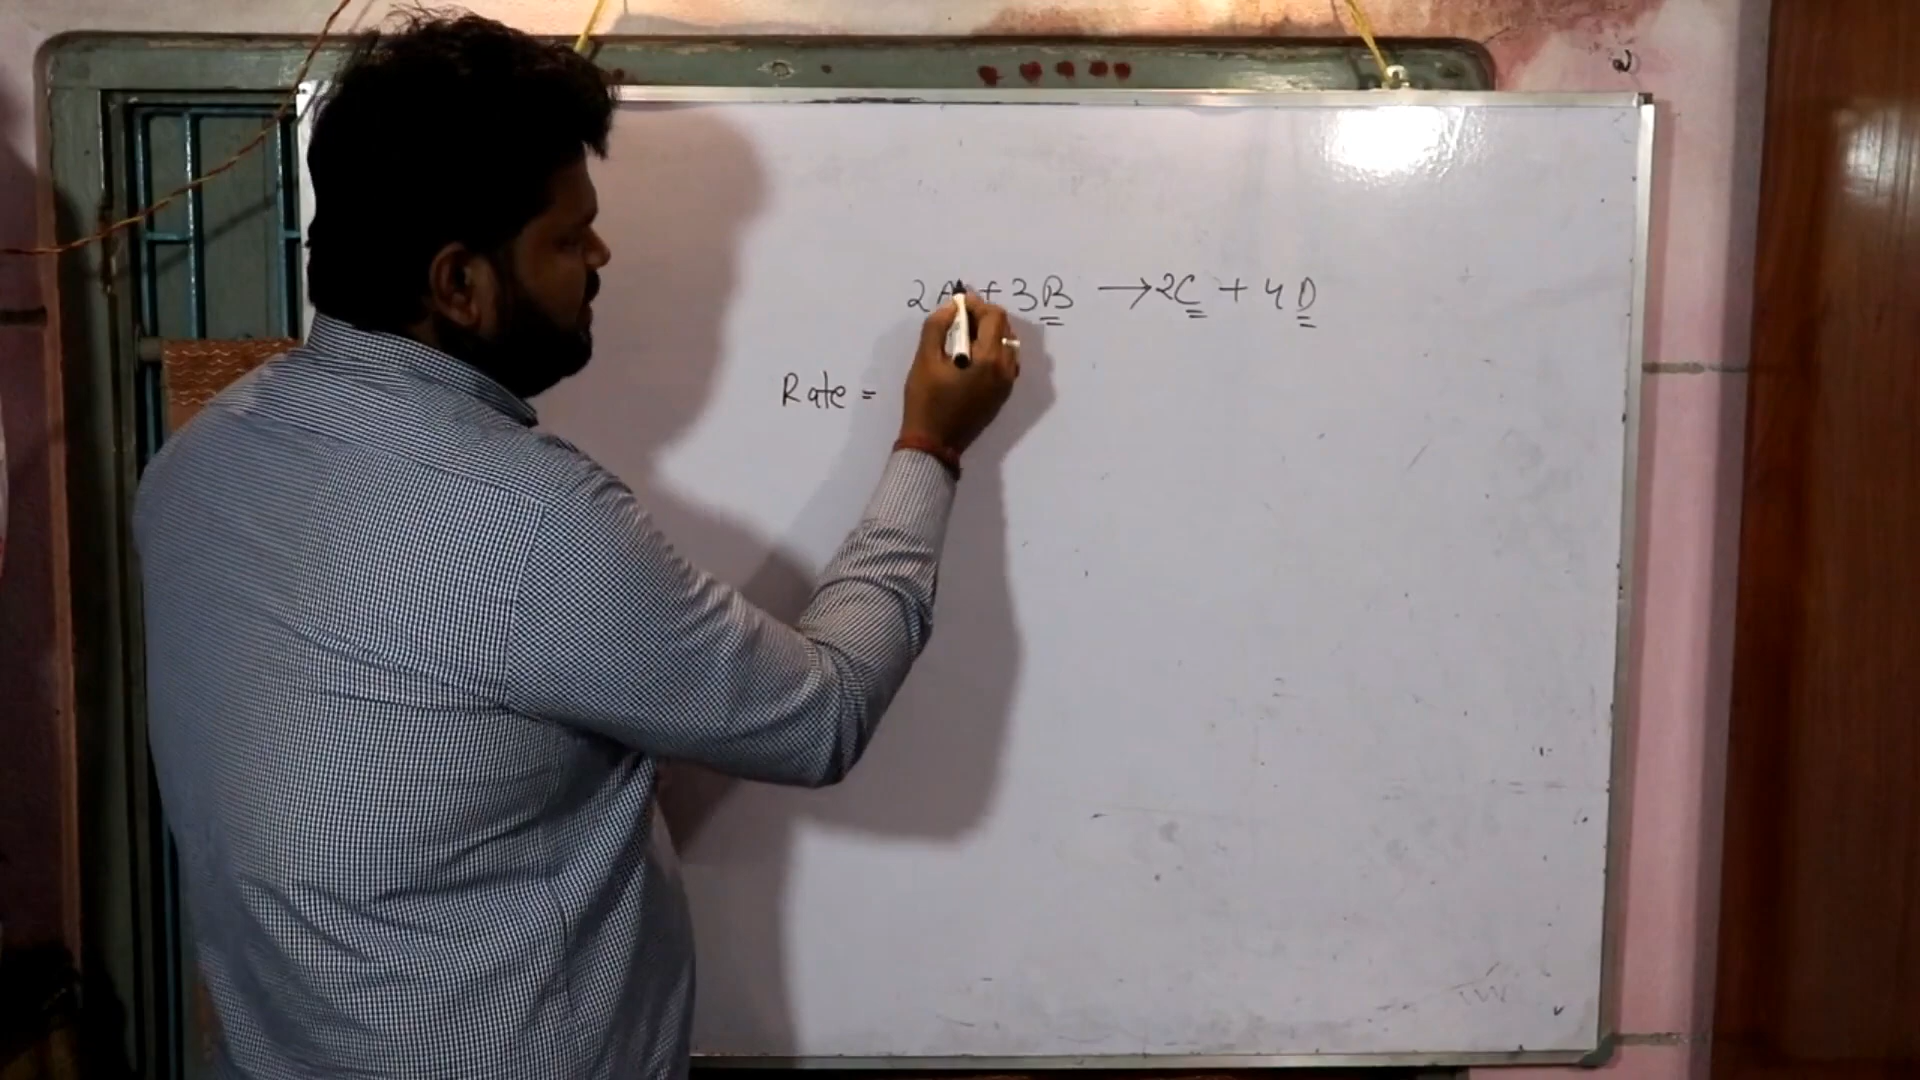 2A + 3B → 2C + 4D
Rate =